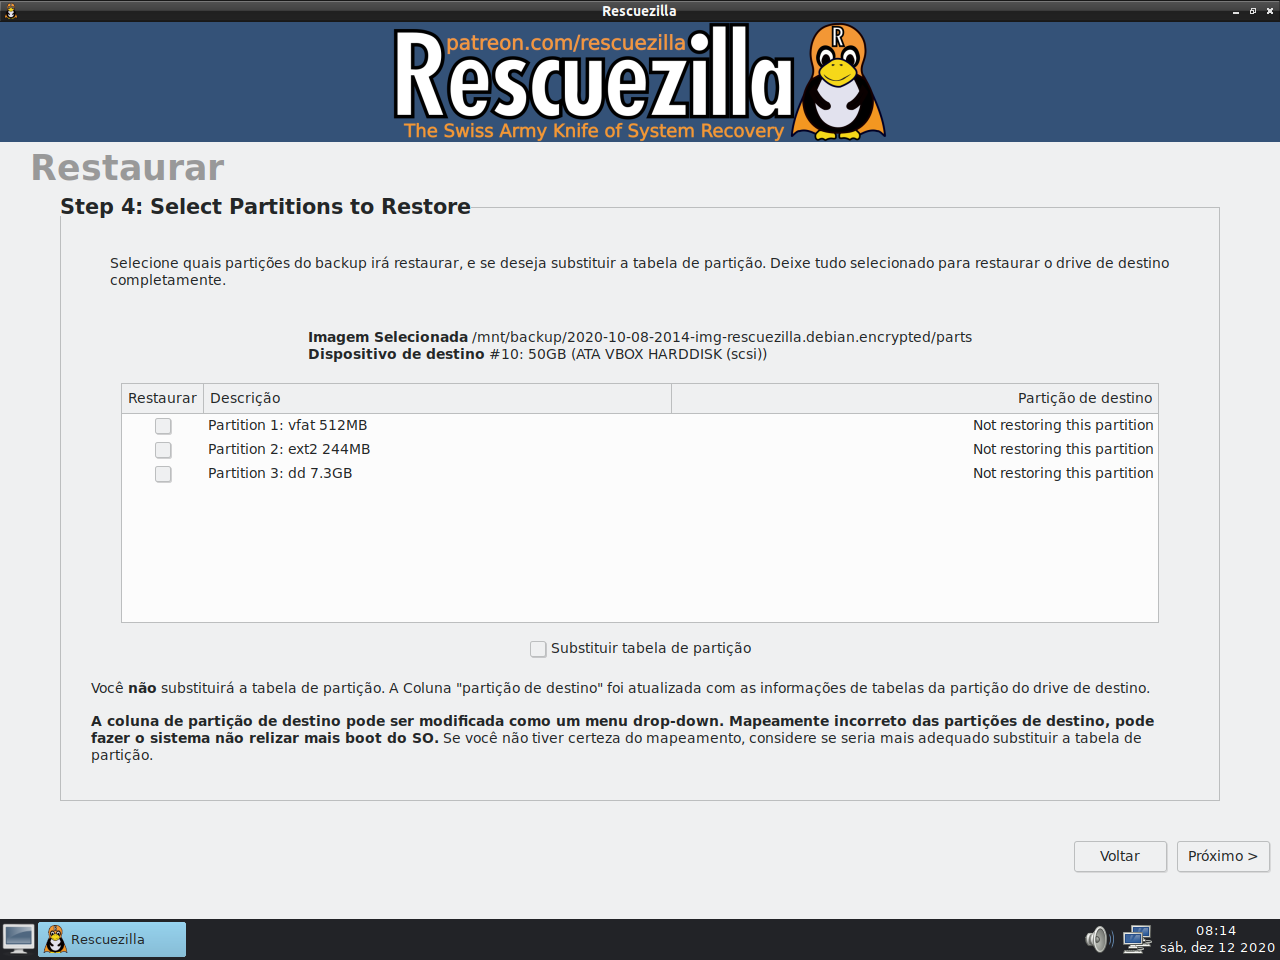 Rescuezilla
patreon.com/rescuezilla
Rescuezilla
R
The Swiss Army Knife of System Recovery
Restaurar
Step 4: Select Partitions to Restore
Selecione quais partições do backup irá restaurar, e se deseja substituir a tabela de partição. Deixe tudo selecionado para restaurar o drive de destino
completamente.
Imagem Selecionada /mnt/backup/2020-10-08-2014-img-rescuezilla.debian.encrypted/parts
Dispositivo de destino #10: 50GB (ATA VBOX HARDDISK (scsi))
Restaurar Descrição Partição de destino
Partition 1: vfat 512MB Not restoring this partition
Partition 2: ext2 244MB Not restoring this partition
Partition 3: dd 7.3GB Not restoring this partition
Substituir tabela de partição
Você não substituirá a tabela de partição. A Coluna "partição de destino" foi atualizada com as informações de tabelas da partição do drive de destino.
A coluna de partição de destino pode ser modificada como um menu drop-down. Mapeamente incorreto das partições de destino, pode
fazer o sistema não relizar mais boot do SO. Se você não tiver certeza do mapeamento, considere se seria mais adequado substituir a tabela de
partição.
Voltar Próximo >
Rescuezilla
08:14
sáb, dez 12 2020